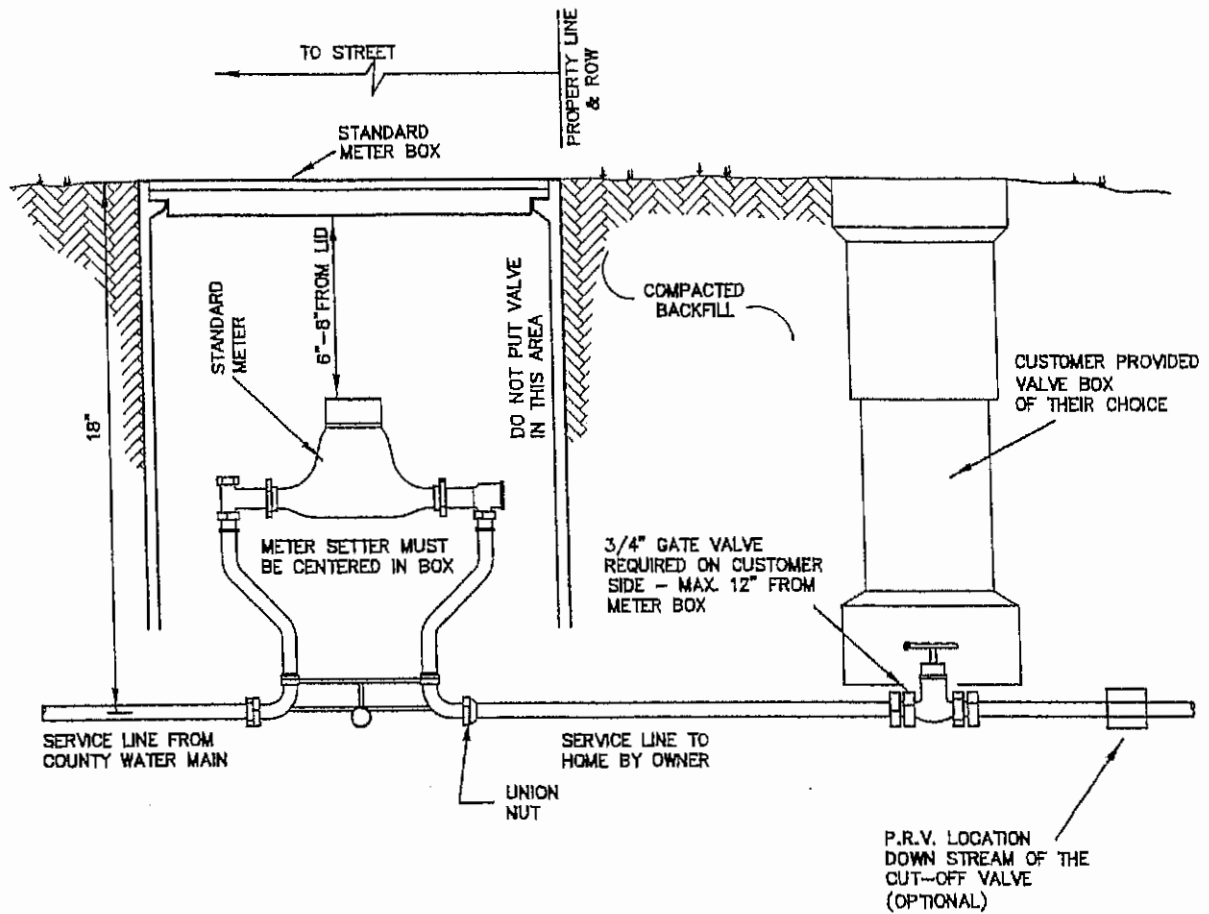 TO STREET
PROPERTY LINE
& ROW
STANDARD
METER BOX
6"-8" FROM LID
DO NOT PUT VALVE
IN THIS AREA
STANDARD
METER
COMPACTED
BACKFILL
CUSTOMER PROVIDED
VALVE BOX
OF THEIR CHOICE
18"
METER SETTER MUST
BE CENTERED IN BOX
3/4" GATE VALVE
REQUIRED ON CUSTOMER
SIDE - MAX. 12" FROM
METER BOX
SERVICE LINE FROM
COUNTY WATER MAIN
SERVICE LINE TO
HOME BY OWNER
UNION
NUT
P.R.V. LOCATION
DOWN STREAM OF THE
CUT-OFF VALVE
(OPTIONAL)